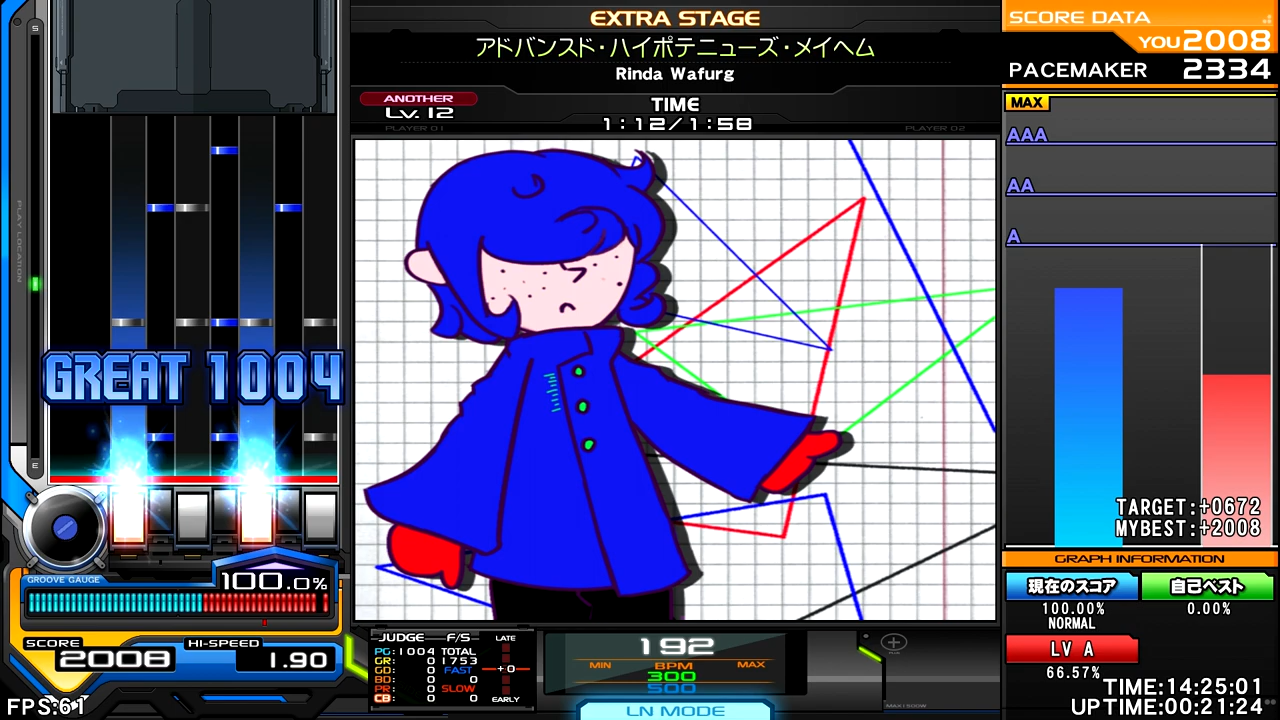 EXTRA STAGE
アドバンスド・ハイポテニューズ・メイヘム
Rinda Wafurg
ANOTHER
Lv. 12
TIME
1:12/1:58
PLAYER 01
PLAYER 02
SCORE DATA
YOU 2008
PACEMAKER 2334
MAX
AAA
AA
A
TARGET:+0672
MYBEST:+2008
GRAPH INFORMATION
現在のスコア
自己ベスト
100.00%
0.00%
NORMAL
LV A
66.57%
TIME:14:25:01
UP TIME:00:21:24
S
PLAY LOCATION
E
GREAT 1004
GROOVE GAUGE
100.0%
SCORE
2008
HI-SPEED
1.90
FPS:61
JUDGE F/S
PG:1004 TOTAL
GR: 0 1753
GD: 0 FAST
BD: 0 0
PR: 0 SLOW
CB: 0 0
LATE
+0
EARLY
192
MIN BPM MAX
300
500
LN MODE